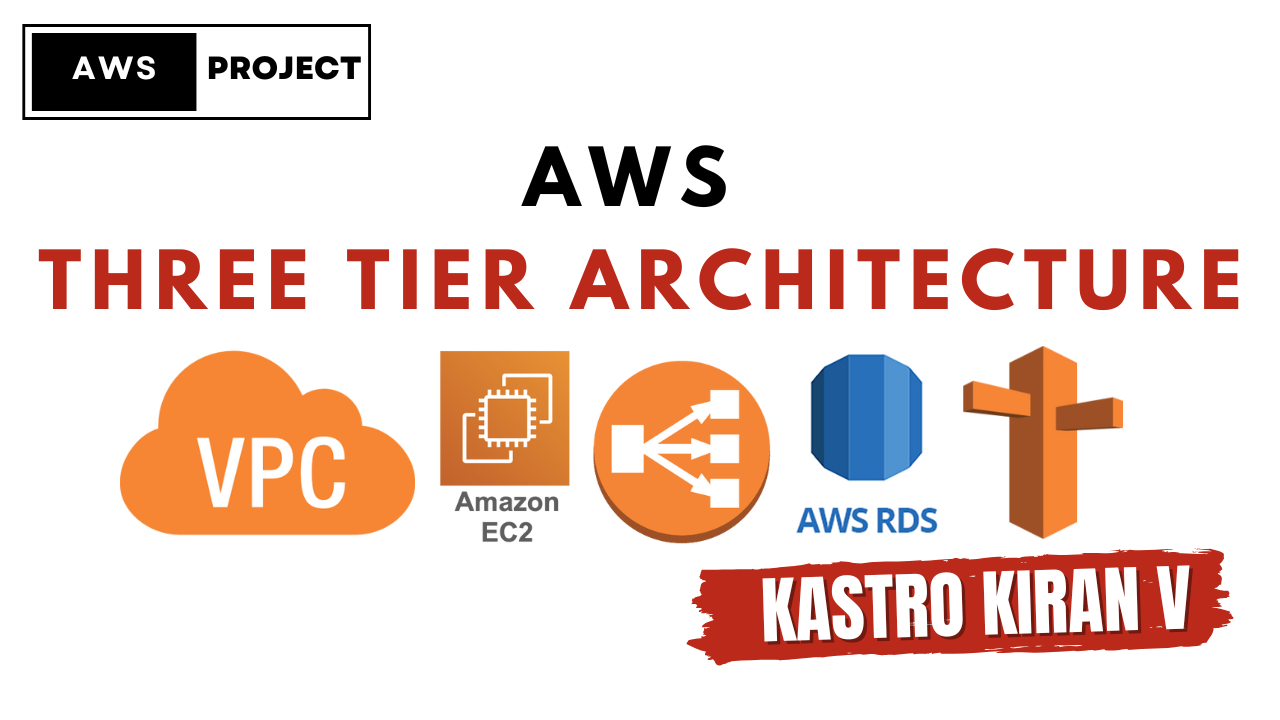 AWS PROJECT
AWS
THREE TIER ARCHITECTURE
VPC
Amazon
EC2
AWS RDS
KASTRO KIRAN V